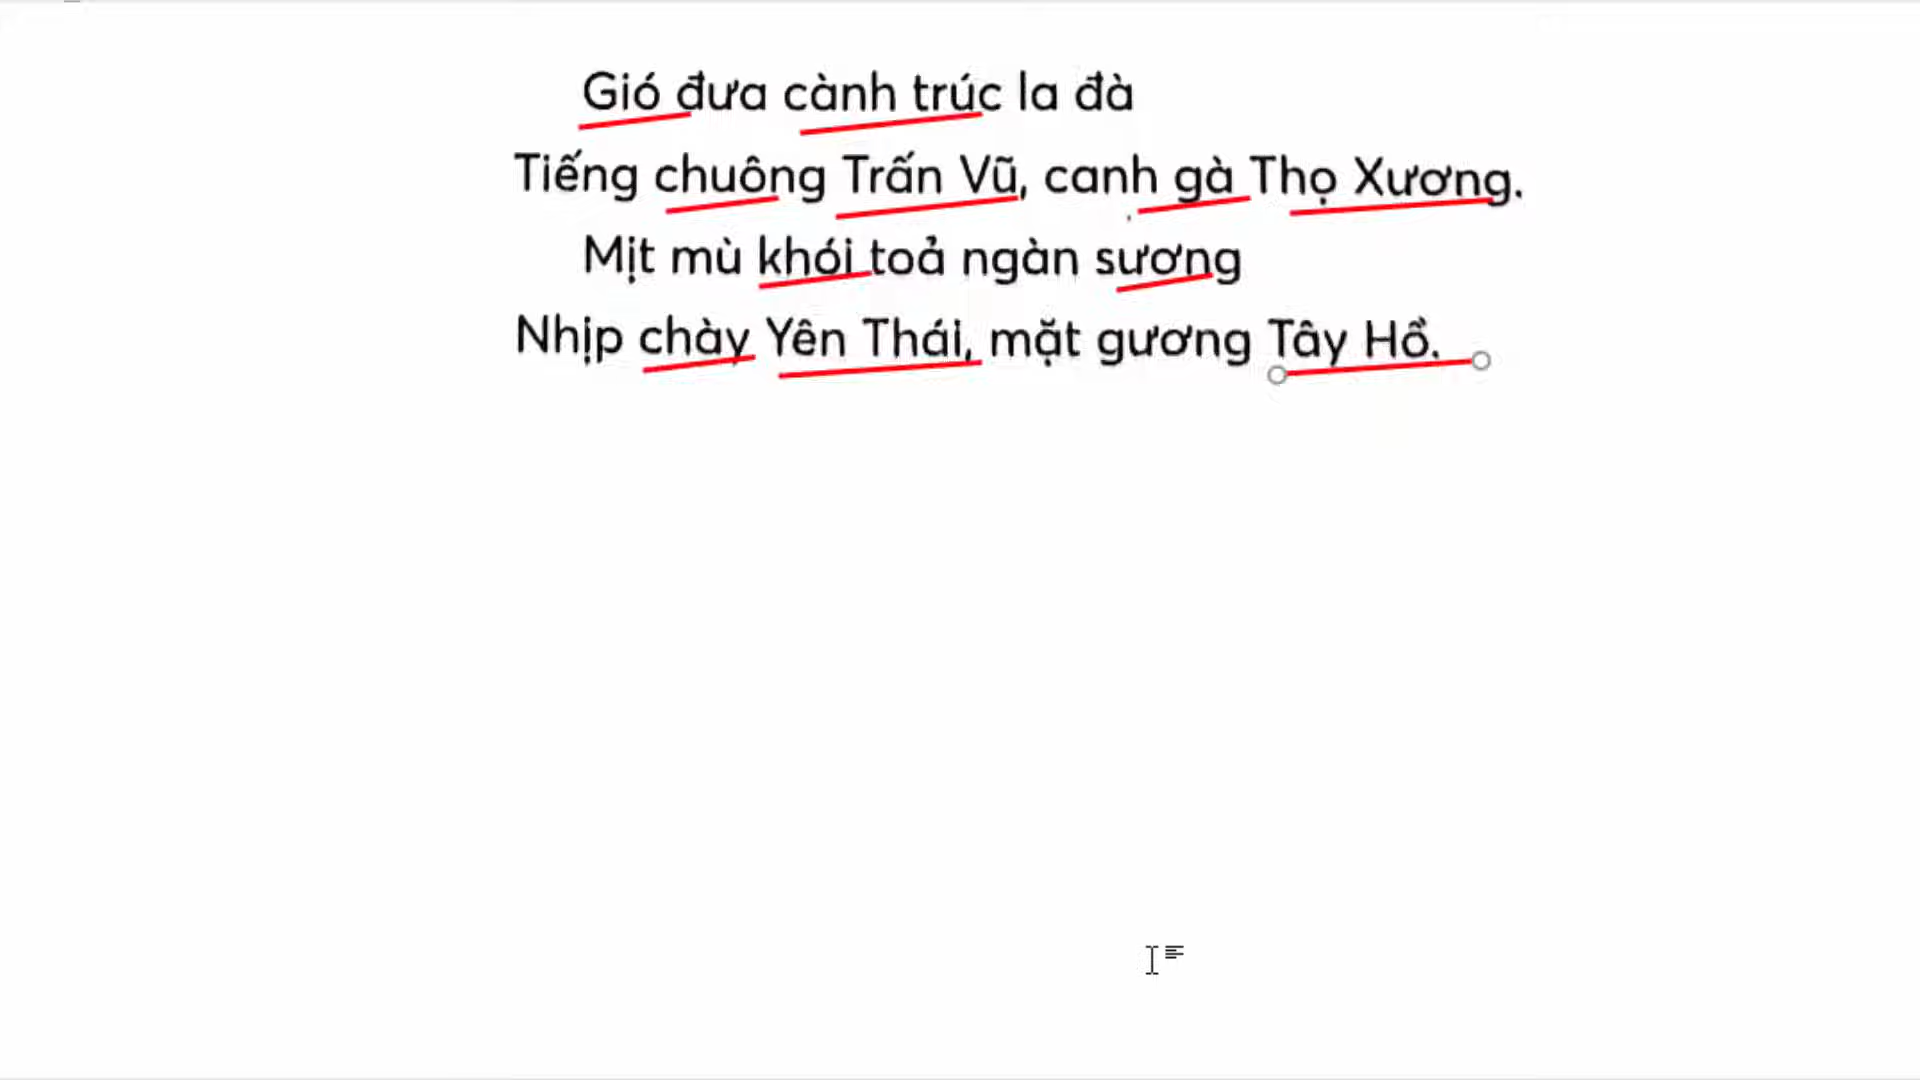 Gió đưa cành trúc la đà
Tiếng chuông Trấn Vũ, canh gà Thọ Xương.
Mịt mù khói toả ngàn sương
Nhịp chày Yên Thái, mặt gương Tây Hồ.